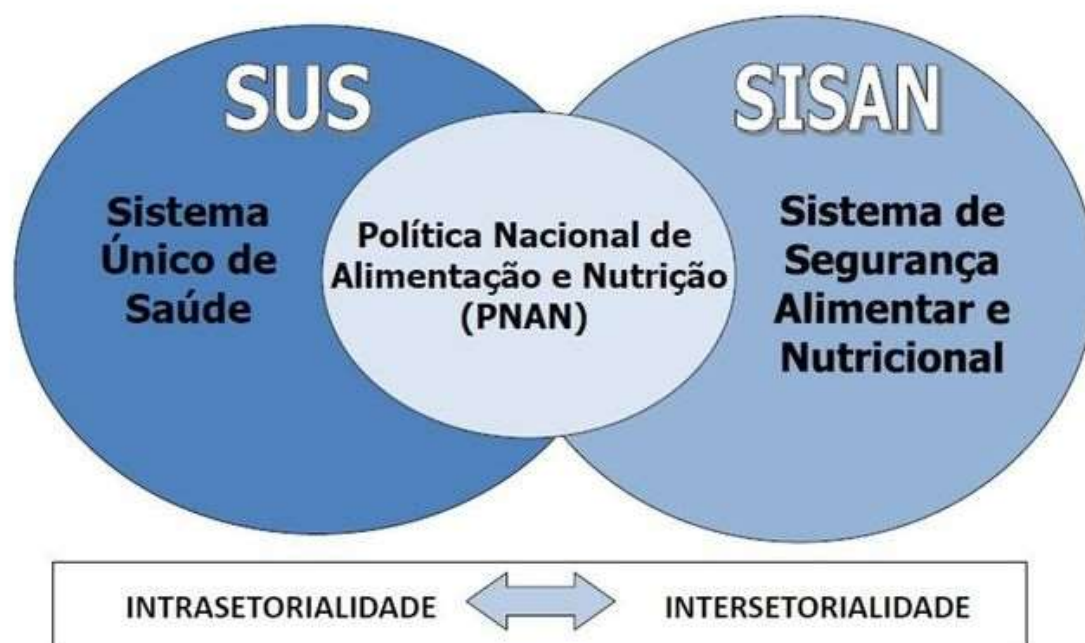 SUS
Sistema
Único de
Saúde
Política Nacional de
Alimentação e Nutrição
(PNAN)
SISAN
Sistema de
Segurança
Alimentar e
Nutricional
INTRASETORIALIDADE
INTERSETORIALIDADE